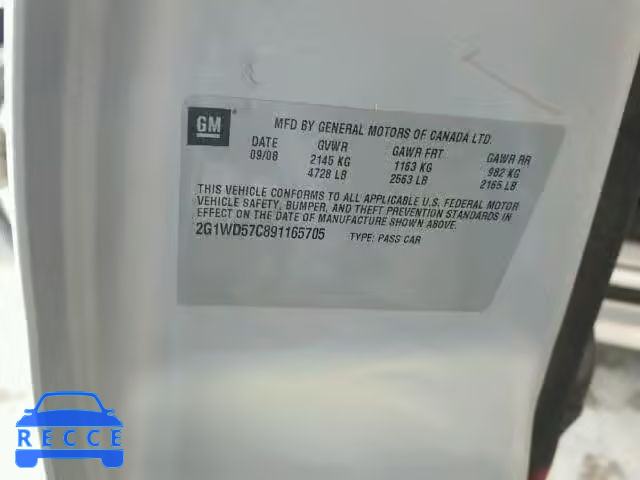 GM
MFD BY GENERAL MOTORS OF CANADA LTD.
DATE GVWR GAWR FRT GAWR RR
09/08 2145 KG 1163 KG 982 KG
4728 LB 2563 LB 2165 LB
THIS VEHICLE CONFORMS TO ALL APPLICABLE U.S. FEDERAL MOTOR
VEHICLE SAFETY, BUMPER, AND THEFT PREVENTION STANDARDS IN
EFFECT ON THE DATE OF MANUFACTURE SHOWN ABOVE.
2G1WD57C891165705 TYPE: PASS CAR
RECCE